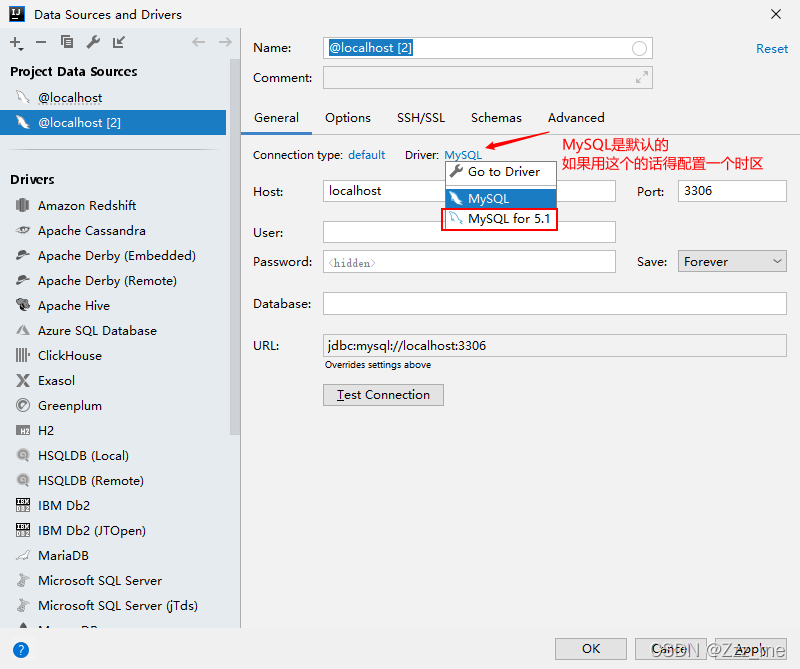 Data Sources and Drivers
Project Data Sources
@localhost
@localhost [2]
Drivers
Amazon Redshift
Apache Cassandra
Apache Derby (Embedded)
Apache Derby (Remote)
Apache Hive
Azure SQL Database
ClickHouse
Exasol
Greenplum
H2
HSQLDB (Local)
HSQLDB (Remote)
IBM Db2
IBM Db2 (JTOpen)
MariaDB
Microsoft SQL Server
Microsoft SQL Server (jTds)
Name: @localhost [2] Reset
Comment:
General Options SSH/SSL Schemas Advanced
Connection type: default Driver: MySQL
MySQL是默认的
如果用这个的话得配置一个时区
Go to Driver
MySQL
MySQL for 5.1
Host: localhost Port: 3306
User:
Password: <hidden> Save: Forever
Database:
URL: jdbc:mysql://localhost:3306
Overrides settings above
Test Connection
OK Cancel Apply
CSDN @Zzz_me